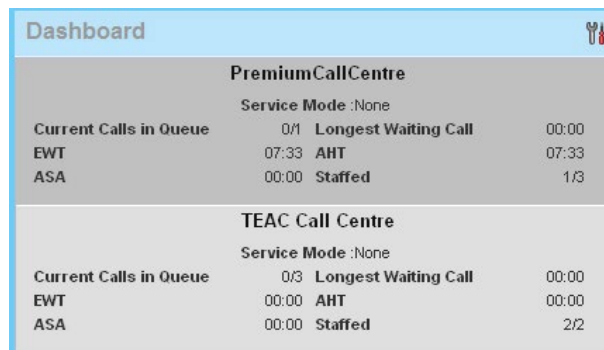 Dashboard
PremiumCallCentre
Service Mode :None
Current Calls in Queue 0/1 Longest Waiting Call 00:00
EWT 07:33 AHT 07:33
ASA 00:00 Staffed 1/3
TEAC Call Centre
Service Mode :None
Current Calls in Queue 0/3 Longest Waiting Call 00:00
EWT 00:00 AHT 00:00
ASA 00:00 Staffed 2/2